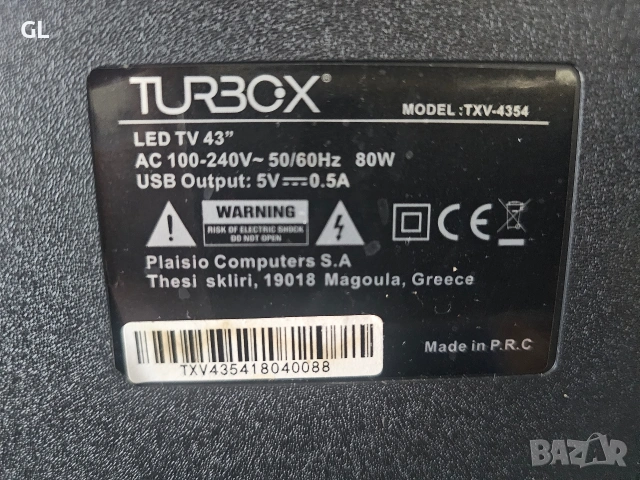 GL
TURBOX®
MODEL :TXV-4354
LED TV 43”
AC 100-240V~ 50/60Hz 80W
USB Output: 5V⎓0.5A
WARNING
RISK OF ELECTRIC SHOCK
DO NOT OPEN
CE
Plaisio Computers S.A
Thesi skliri, 19018 Magoula, Greece
TXV435418040088
Made in P.R.C
BAZAR